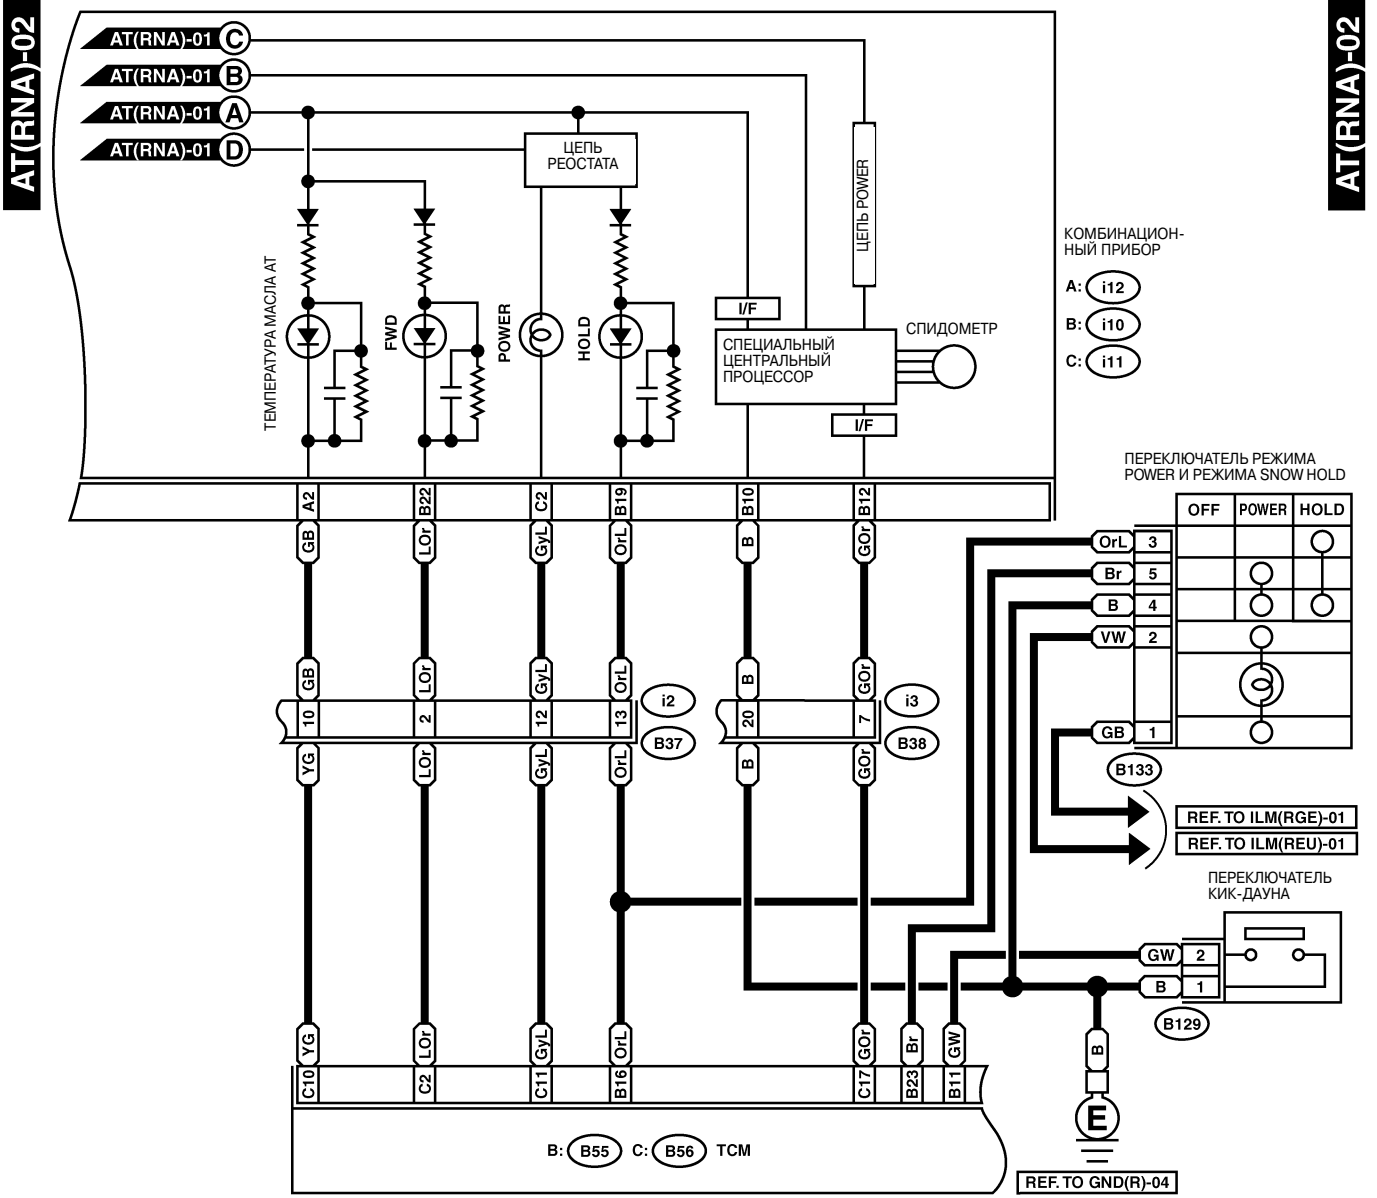 AT(RNA)-02
AT(RNA)-02
AT(RNA)-01 C
AT(RNA)-01 B
AT(RNA)-01 A
AT(RNA)-01 D
ЦЕПЬ
РЕОСТАТА
ЦЕПЬ POWER
КОМБИНАЦИОН-
НЫЙ ПРИБОР
A: i12
B: i10
C: i11
ТЕМПЕРАТУРА МАСЛА AT
FWD
POWER
HOLD
I/F
СПЕЦИАЛЬНЫЙ
ЦЕНТРАЛЬНЫЙ
ПРОЦЕССОР
СПИДОМЕТР
I/F
A2 B22 C2 B19 B10 B12
GB LOr GyL OrL B GOr
GB LOr GyL OrL B GOr
10 2 12 13 i2 20 7 i3
B37 B38
YG LOr GyL OrL B GOr
ПЕРЕКЛЮЧАТЕЛЬ РЕЖИМА
POWER И РЕЖИМА SNOW HOLD
OFF POWER HOLD
OrL 3
Br 5
B 4
VW 2
GB 1
B133
REF. TO ILM(RGE)-01
REF. TO ILM(REU)-01
ПЕРЕКЛЮЧАТЕЛЬ
КИК-ДАУНА
GW 2
B 1
B129
YG LOr GyL OrL GOr Br GW B
C10 C2 C11 B16 C17 B23 B11
E
B: B55 C: B56 TCM
REF. TO GND(R)-04